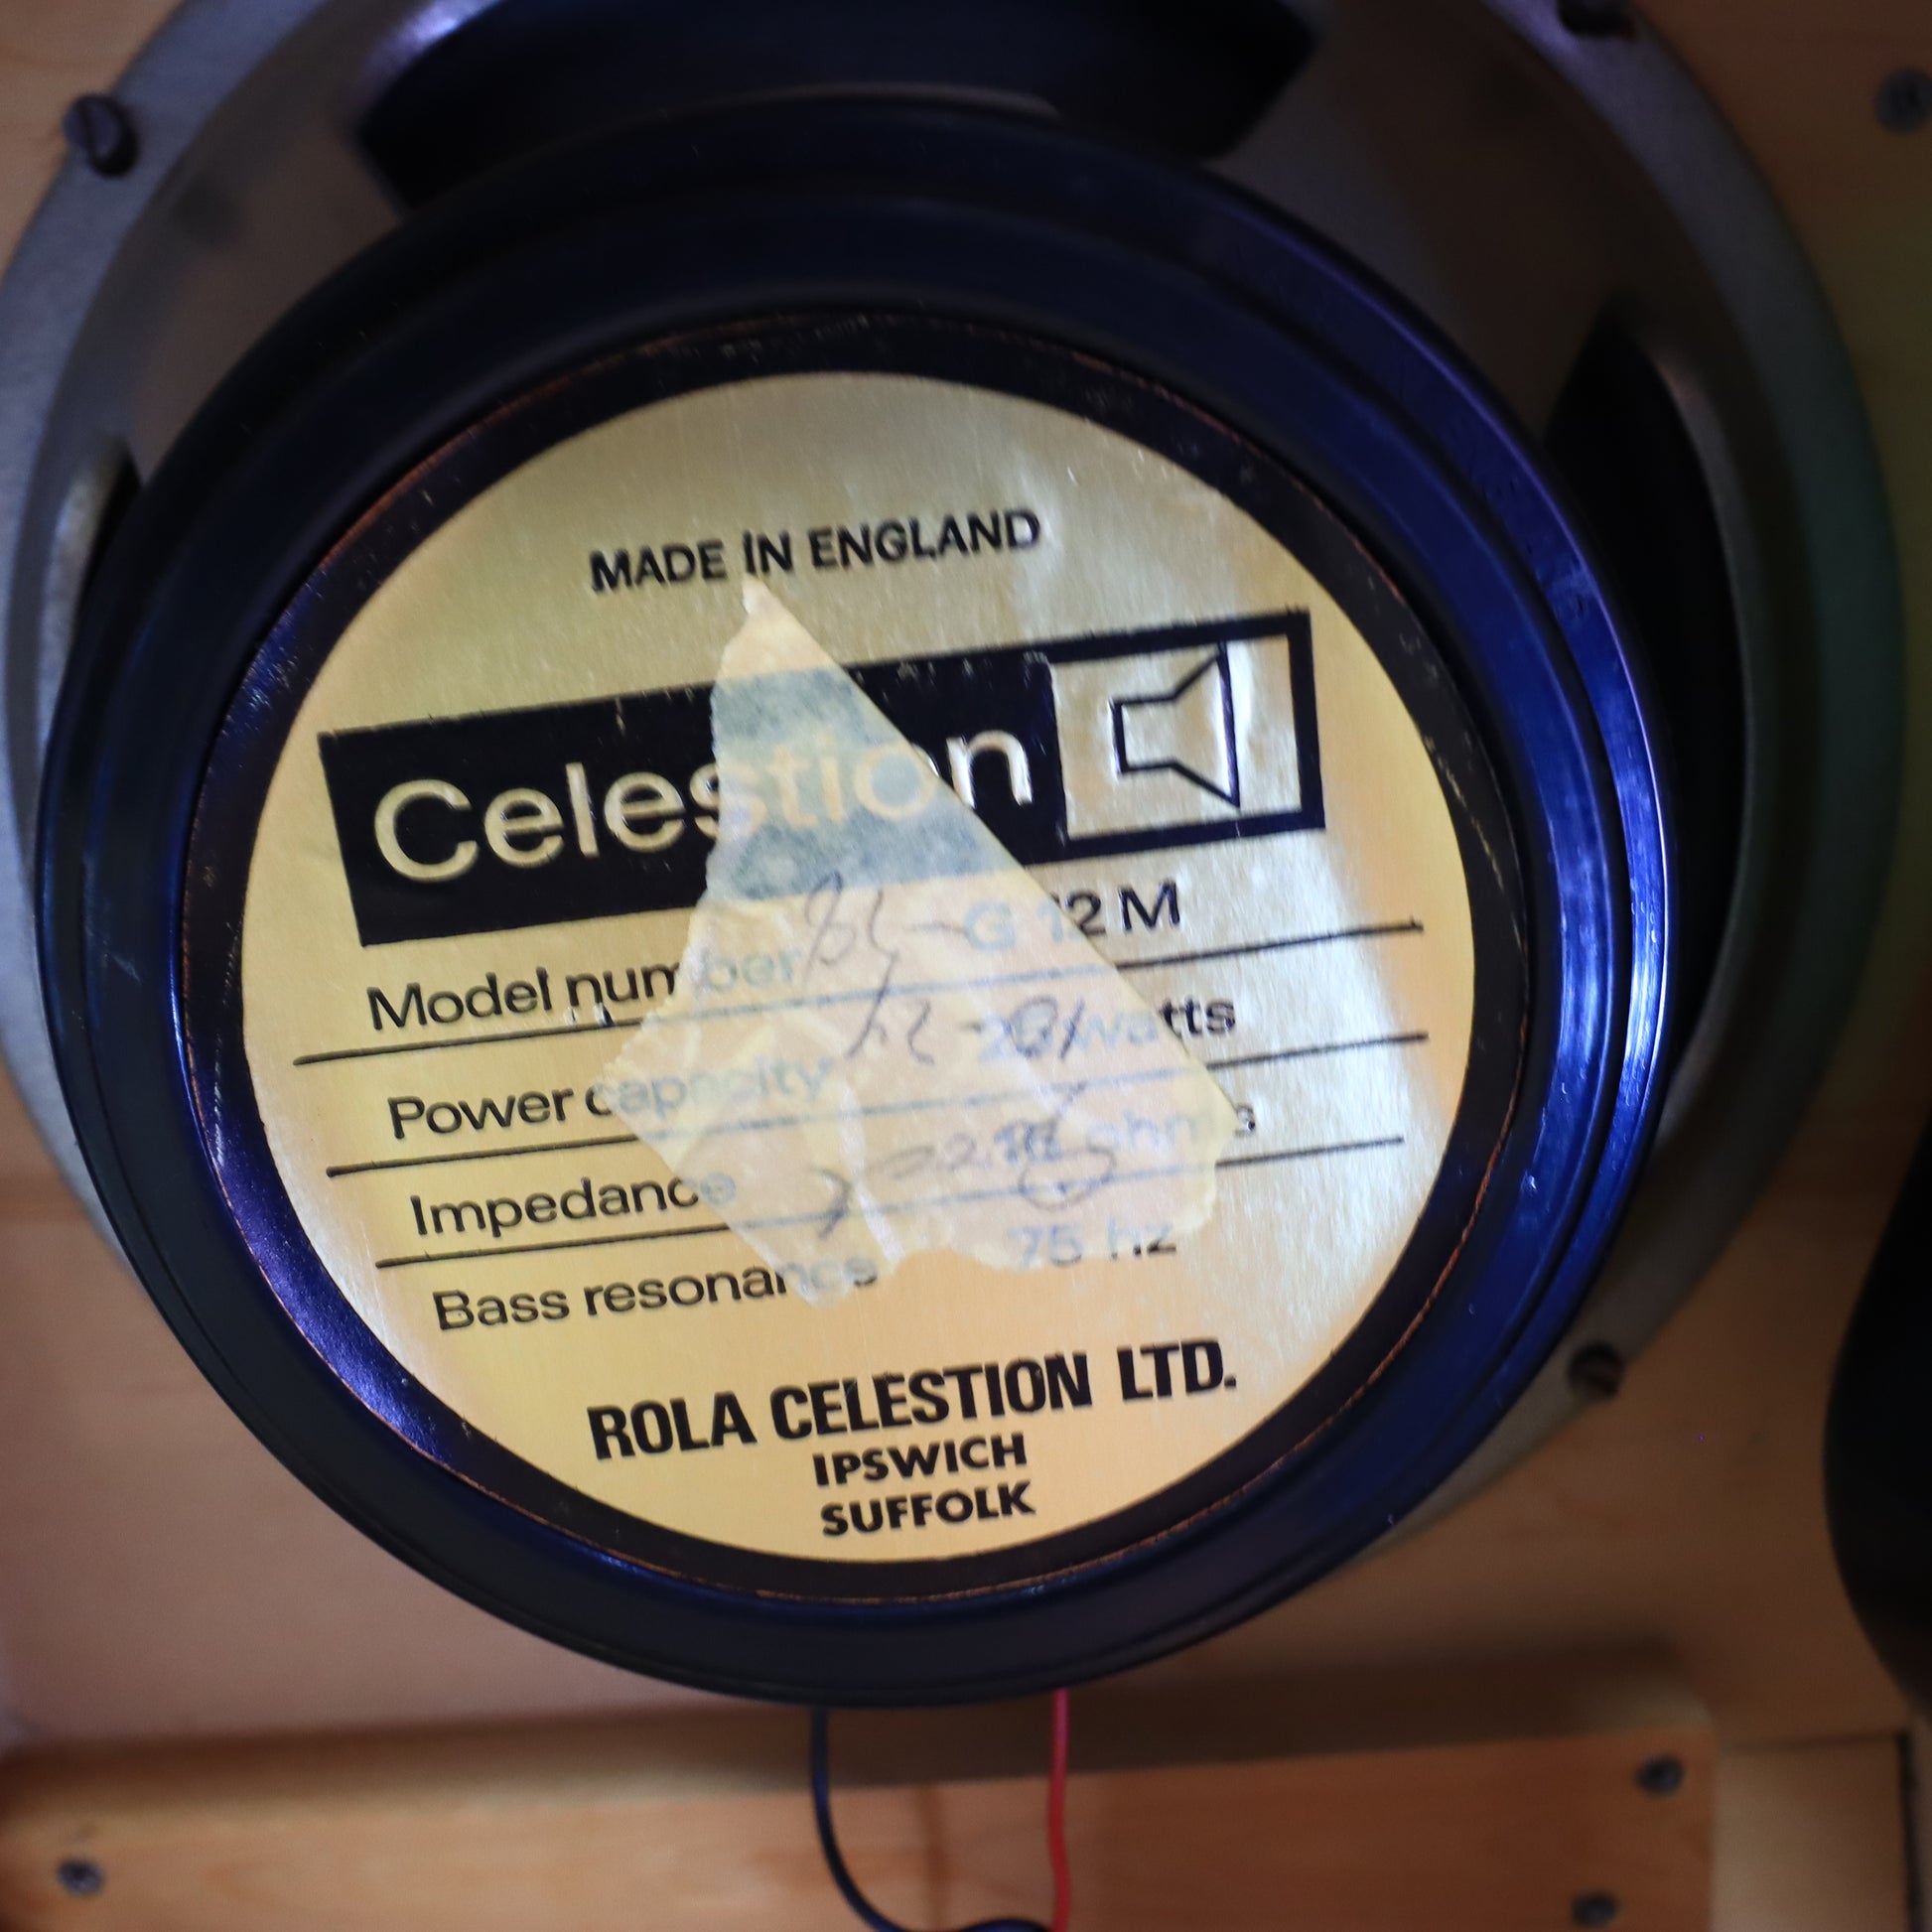 MADE IN ENGLAND
Celestion
Model number G 12 M
Power capacity watts
Impedance ohms
Bass resonance 75 hz
ROLA CELESTION LTD.
IPSWICH
SUFFOLK